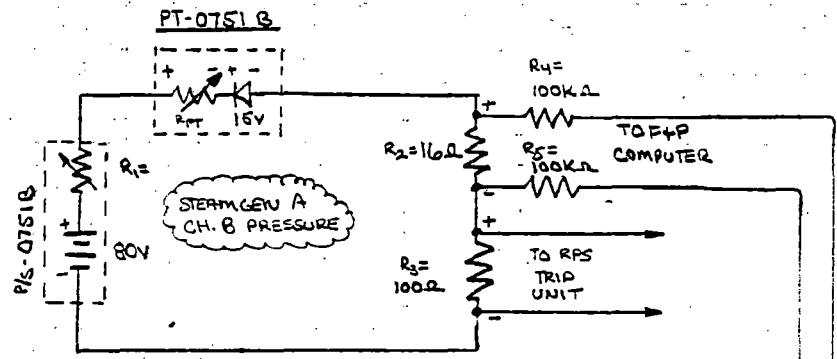 PT-0751 B
+ - + -
RPT 15V
R4=
100KΩ
+
TO F&P
COMPUTER
R2=16Ω
R5=
100KΩ
-
R1=
STEAMGEN A
CH. B PRESSURE
P/S-0751B
+
80V
-
+
R3=
100Ω
TO RPS
TRIP
UNIT
-